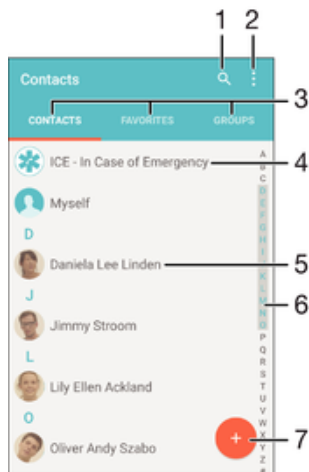 1 2
Contacts
3
CONTACTS FAVORITES GROUPS
ICE - In Case of Emergency 4
Myself
D
Daniela Lee Linden 5
J
Jimmy Stroom
6
L
Lily Ellen Ackland
O
Oliver Andy Szabo
+ 7
A
B
C
D
E
F
G
H
I
K
L
M
N
O
P
Q
R
S
T
U
V
W
X
Y
Z